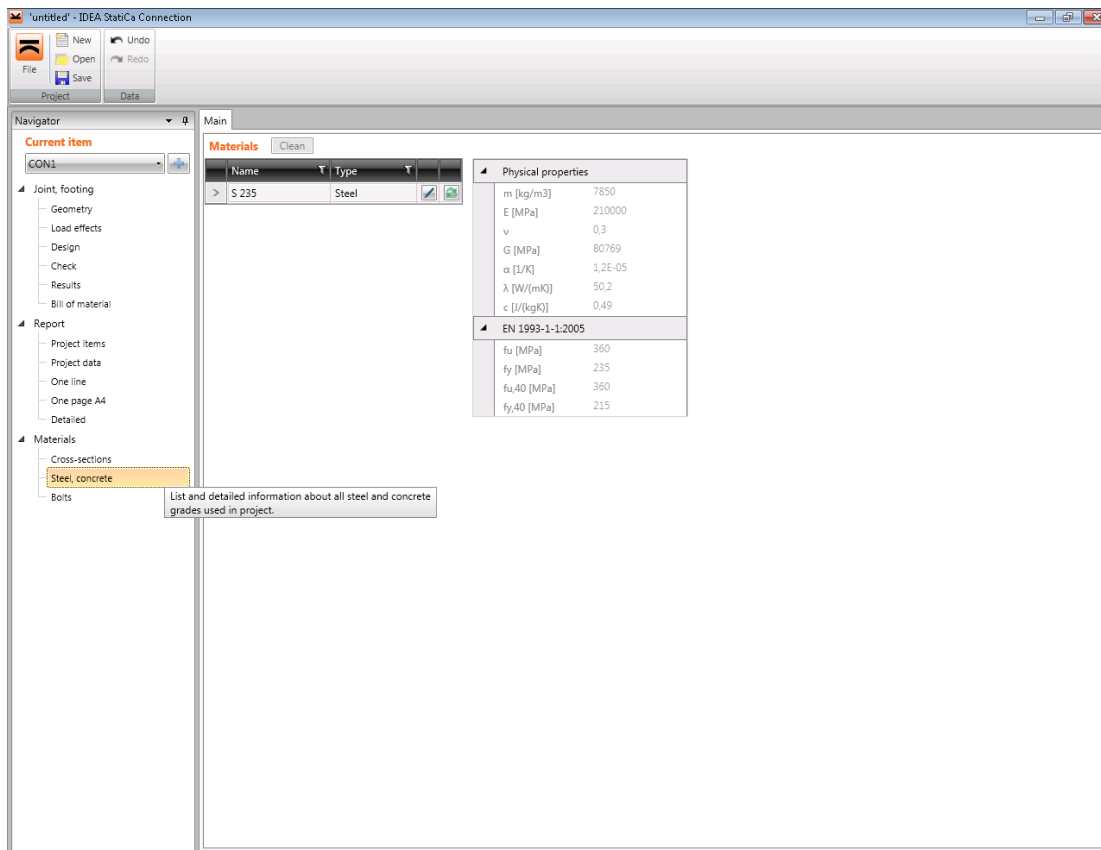 'untitled' - IDEA StatiCa Connection
New
Open
Save
File
Project
Undo
Redo
Data
Navigator
Current item
CON1
Joint, footing
Geometry
Load effects
Design
Check
Results
Bill of material
Report
Project items
Project data
One line
One page A4
Detailed
Materials
Cross-sections
Steel, concrete
Bolts
List and detailed information about all steel and concrete
grades used in project.
Main
Materials Clean
Name Type
> S 235 Steel
Physical properties
m [kg/m3] 7850
E [MPa] 210000
ν 0,3
G [MPa] 80769
α [1/K] 1,2E-05
λ [W/(mK)] 50,2
c [J/(kgK)] 0,49
EN 1993-1-1:2005
fu [MPa] 360
fy [MPa] 235
fu,40 [MPa] 360
fy,40 [MPa] 215